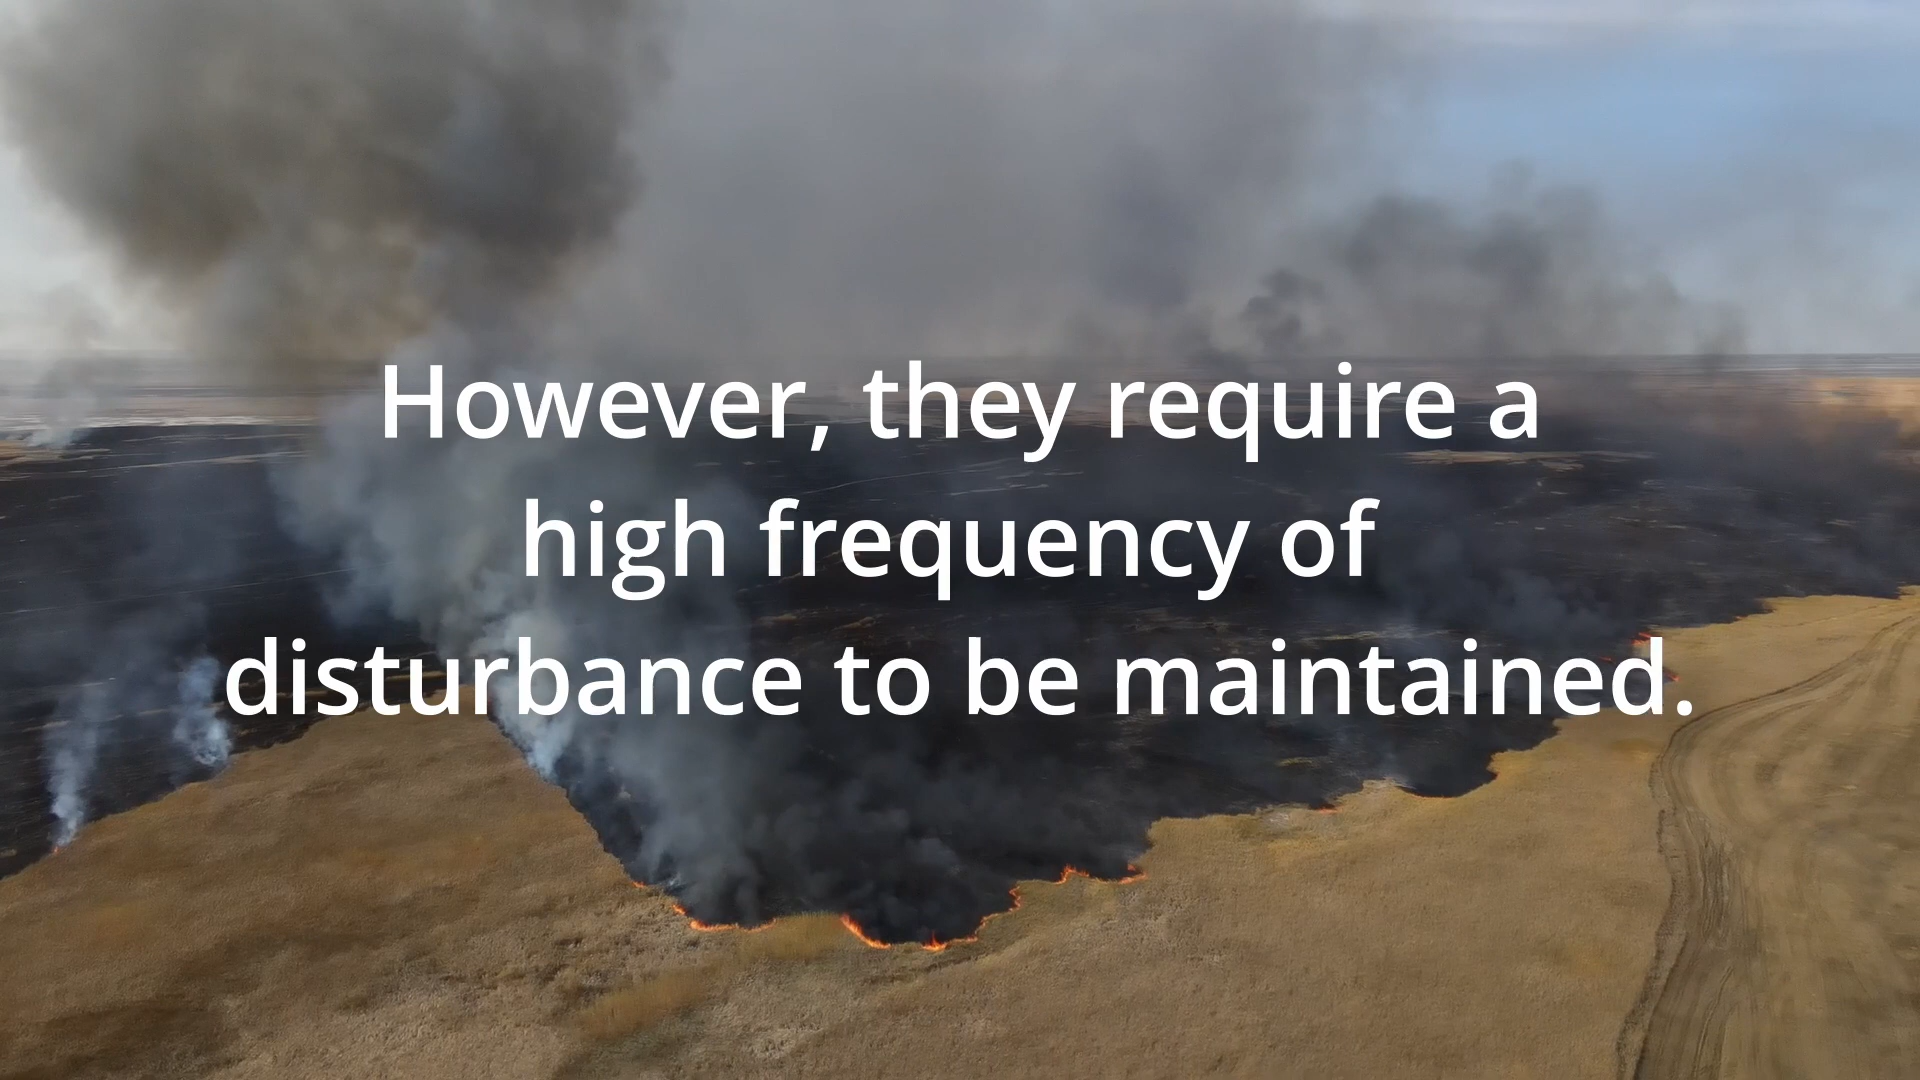 However, they require a
high frequency of
disturbance to be maintained.